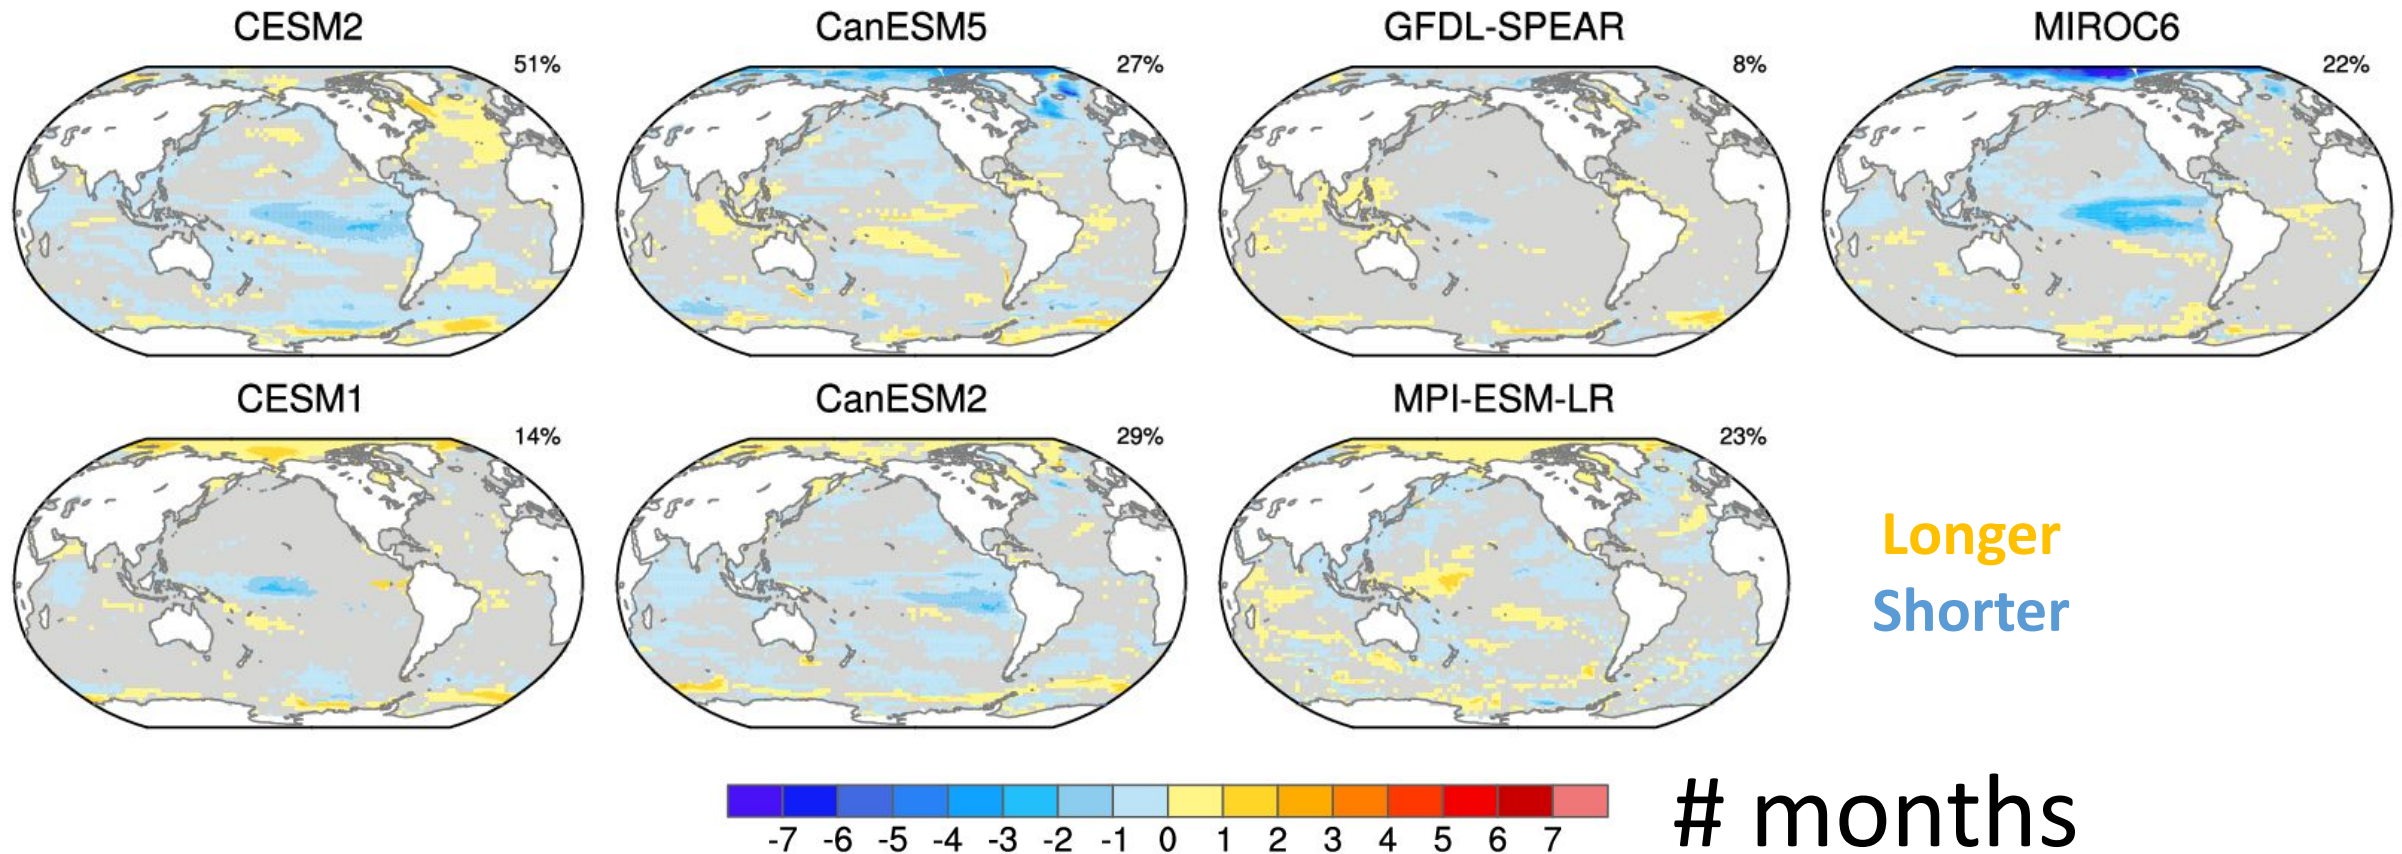 CESM2
51%
CanESM5
27%
GFDL-SPEAR
8%
MIROC6
22%
CESM1
14%
CanESM2
29%
MPI-ESM-LR
23%
Longer
Shorter
-7 -6 -5 -4 -3 -2 -1 0 1 2 3 4 5 6 7
# months